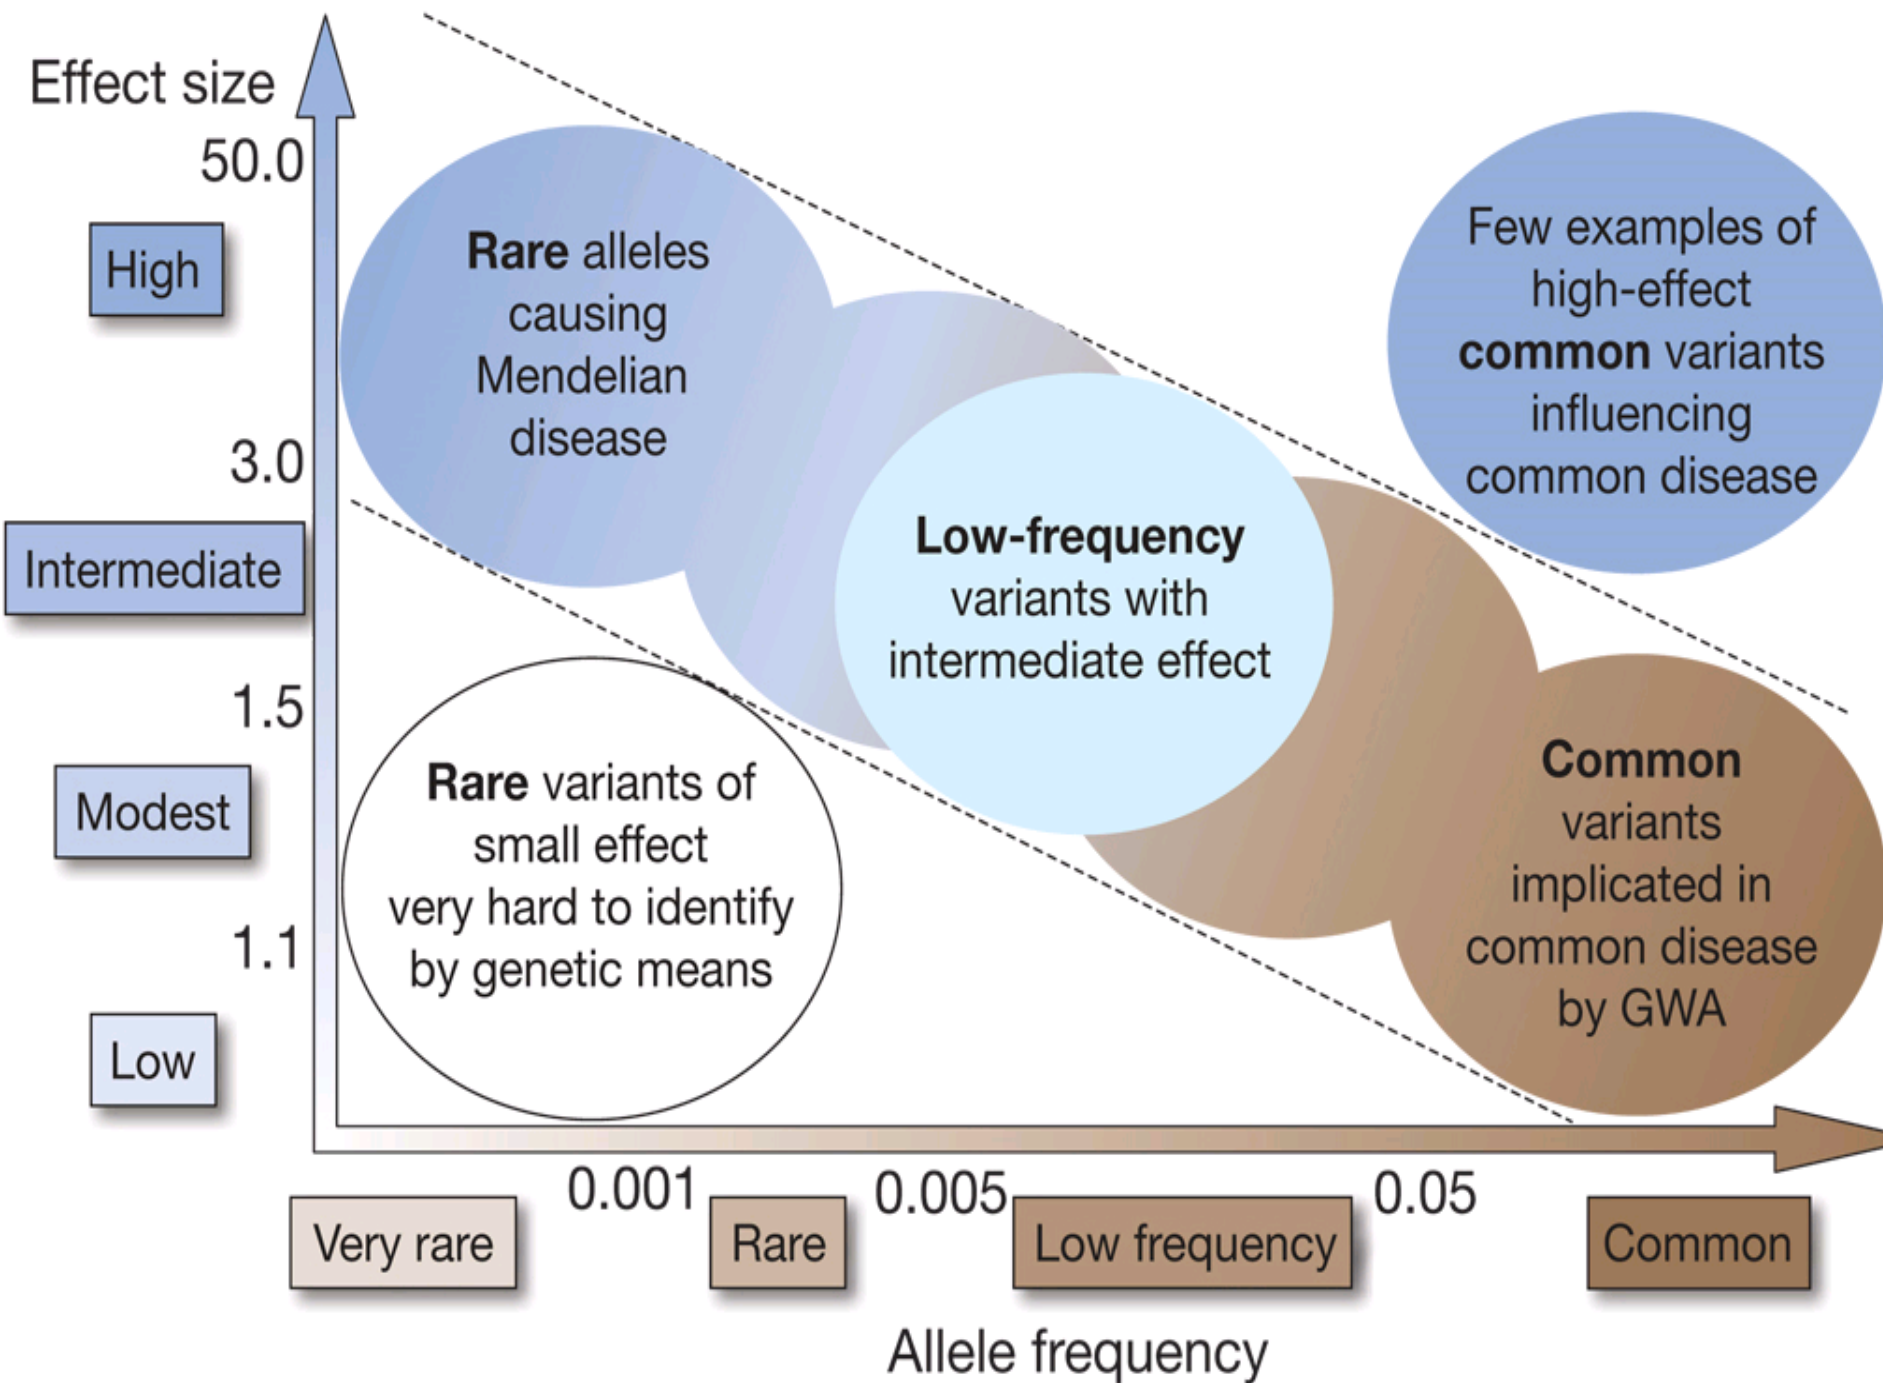 Effect size
50.0
High
3.0
Intermediate
1.5
Modest
1.1
Low
Rare alleles
causing
Mendelian
disease
Few examples of
high-effect
common variants
influencing
common disease
Low-frequency
variants with
intermediate effect
Rare variants of
small effect
very hard to identify
by genetic means
Common
variants
implicated in
common disease
by GWA
0.001
0.005
0.05
Very rare
Rare
Low frequency
Common
Allele frequency